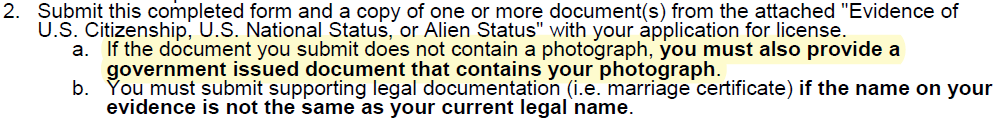 2. Submit this completed form and a copy of one or more document(s) from the attached "Evidence of
U.S. Citizenship, U.S. National Status, or Alien Status" with your application for license.
a. If the document you submit does not contain a photograph, you must also provide a
government issued document that contains your photograph.
b. You must submit supporting legal documentation (i.e. marriage certificate) if the name on your
evidence is not the same as your current legal name.